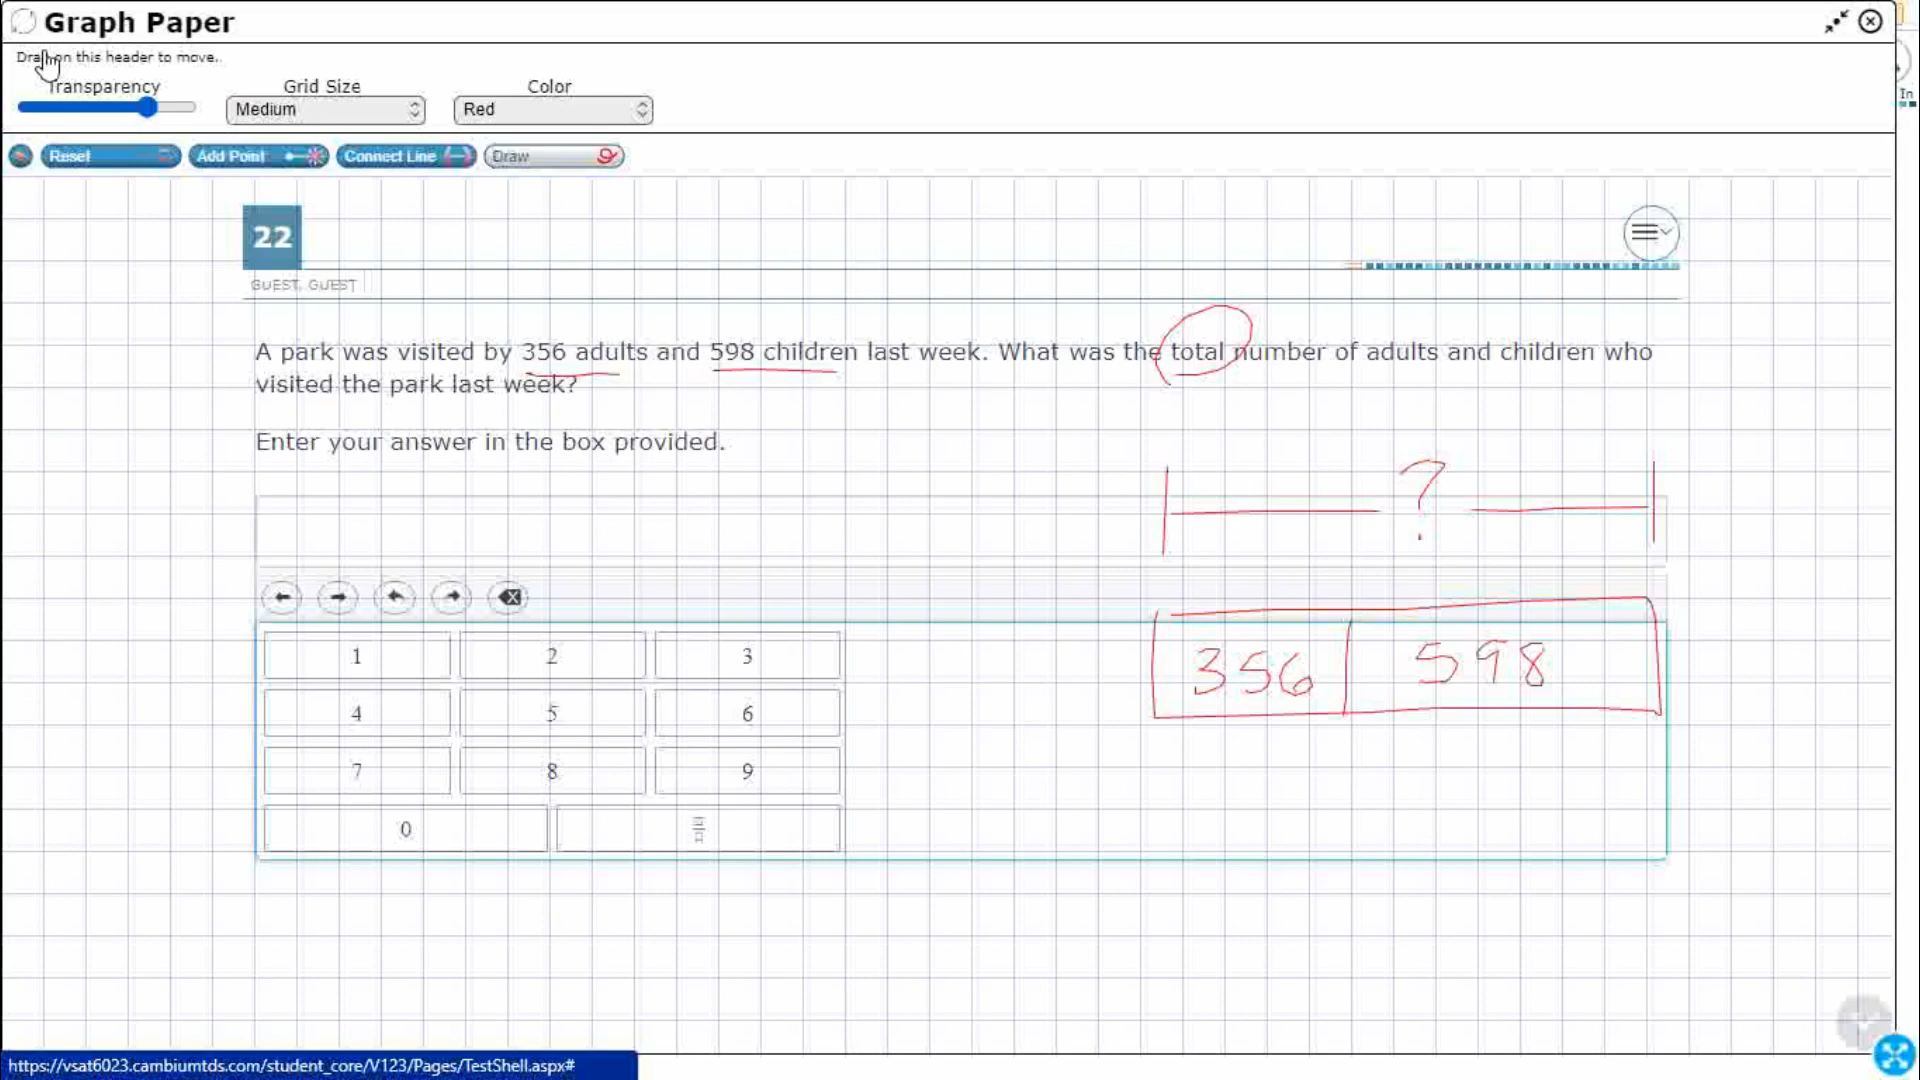 Graph Paper
on this header to move..
Transparency
Grid Size
Color
Medium
Red
Reset
Add Point
Connect Line
Draw
In
22
GUEST, GUEST
A park was visited by 356 adults and 598 children last week. What was the total number of adults and children who
visited the park last week?
Enter your answer in the box provided.
?
356
598
1
2
3
4
5
6
7
8
9
0
https://vsat6023.cambiumtds.com/student_core/V123/Pages/TestShell.aspx#